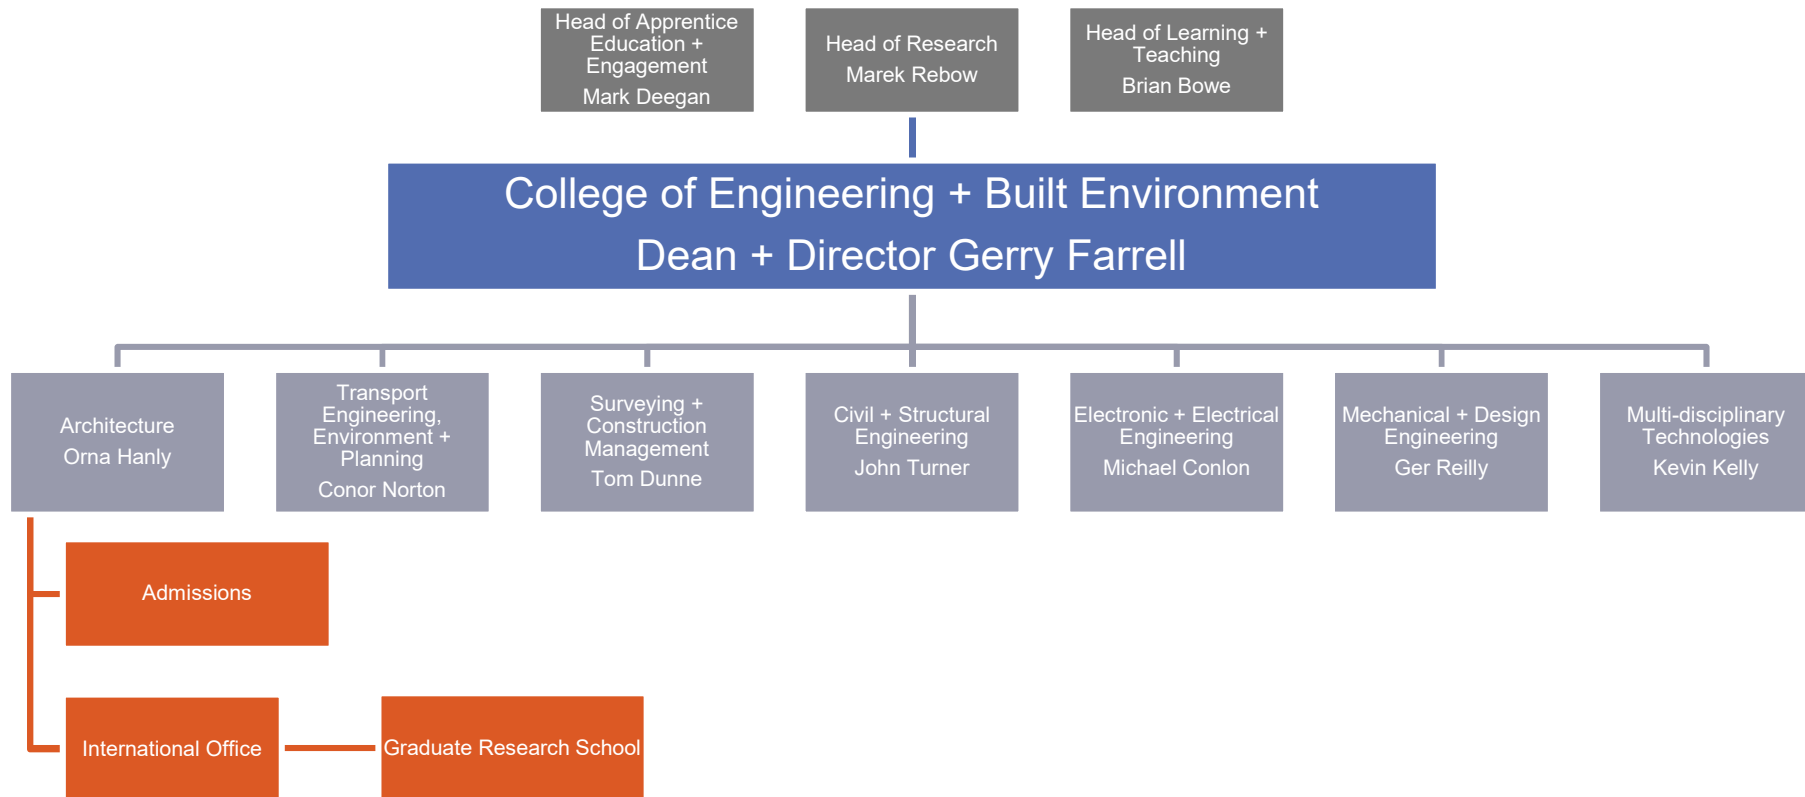 Head of Apprentice
Education +
Engagement
Mark Deegan
Head of Research
Marek Rebow
Head of Learning +
Teaching
Brian Bowe
College of Engineering + Built Environment
Dean + Director Gerry Farrell
Architecture
Orna Hanly
Transport
Engineering,
Environment +
Planning
Conor Norton
Surveying +
Construction
Management
Tom Dunne
Civil + Structural
Engineering
John Turner
Electronic + Electrical
Engineering
Michael Conlon
Mechanical + Design
Engineering
Ger Reilly
Multi-disciplinary
Technologies
Kevin Kelly
Admissions
International Office
Graduate Research School